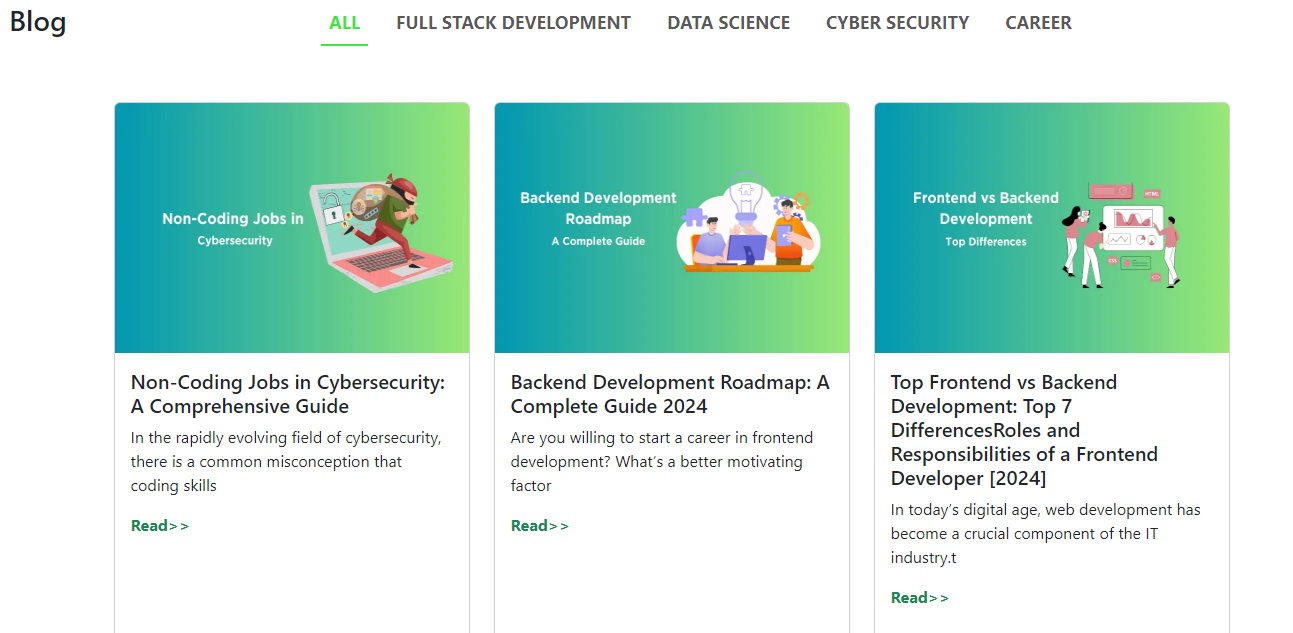 Blog
ALL FULL STACK DEVELOPMENT DATA SCIENCE CYBER SECURITY CAREER
Non-Coding Jobs in
Cybersecurity
Backend Development
Roadmap
A Complete Guide
Frontend vs Backend
Development
Top Differences
HTML
CSS
Non-Coding Jobs in Cybersecurity:
A Comprehensive Guide
In the rapidly evolving field of cybersecurity,
there is a common misconception that
coding skills
Read>>
Backend Development Roadmap: A
Complete Guide 2024
Are you willing to start a career in frontend
development? What's a better motivating
factor
Read>>
Top Frontend vs Backend
Development: Top 7
DifferencesRoles and
Responsibilities of a Frontend
Developer [2024]
In today's digital age, web development has
become a crucial component of the IT
industry.t
Read>>